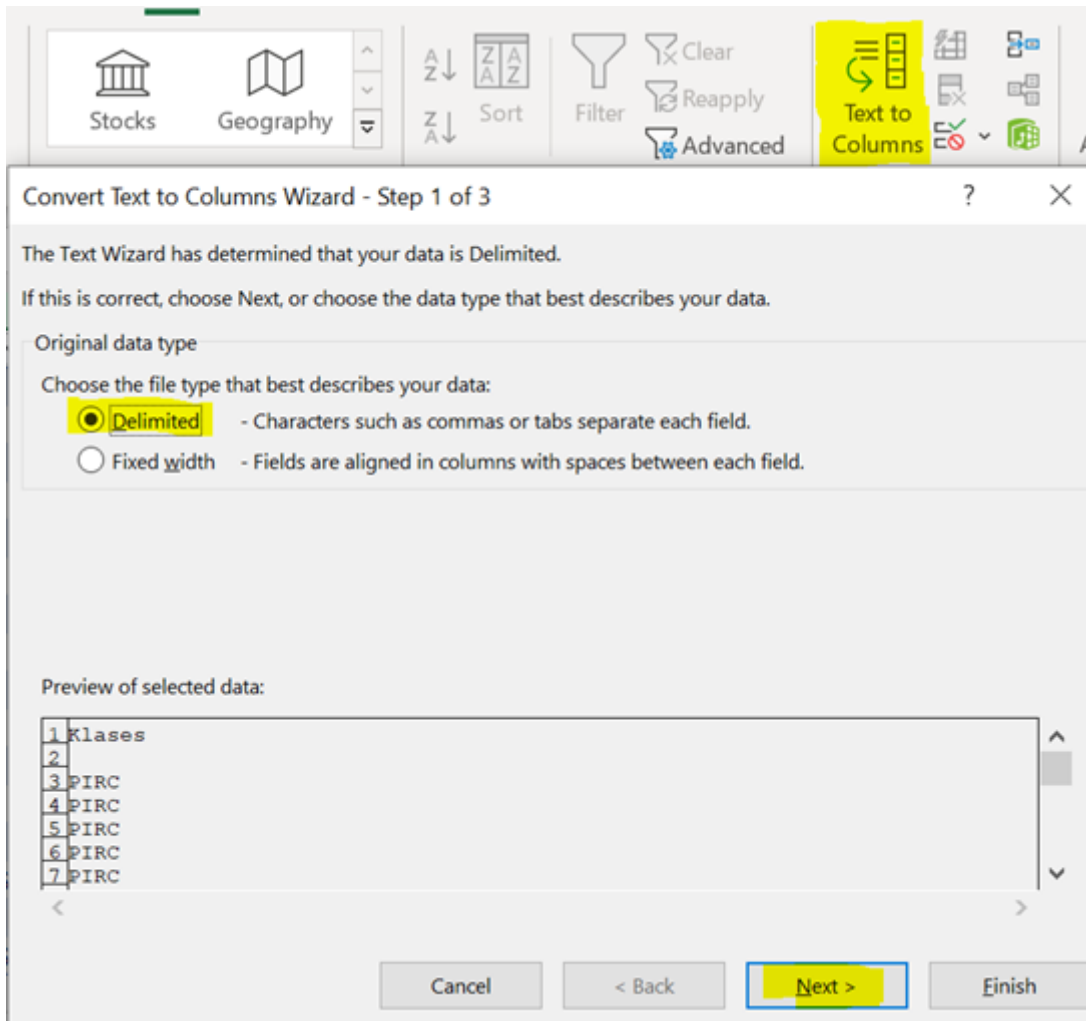 Stocks
Geography
Sort
Filter
Clear
Reapply
Advanced
Text to
Columns
Convert Text to Columns Wizard - Step 1 of 3
The Text Wizard has determined that your data is Delimited.
If this is correct, choose Next, or choose the data type that best describes your data.
Original data type
Choose the file type that best describes your data:
Delimited - Characters such as commas or tabs separate each field.
Fixed width - Fields are aligned in columns with spaces between each field.
Preview of selected data:
1 Klases
2
3 PIRC
4 PIRC
5 PIRC
6 PIRC
7 PIRC
Cancel < Back Next > Finish